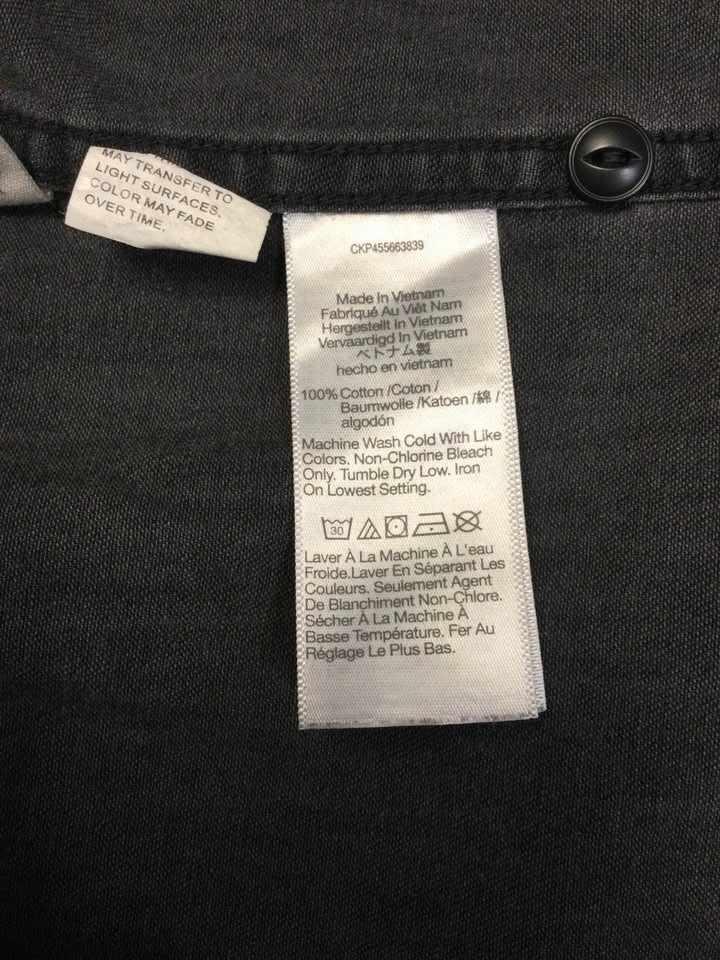 MAY TRANSFER TO
LIGHT SURFACES.
COLOR MAY FADE
OVER TIME.
CKP455663839
Made In Vietnam
Fabriqué Au Viêt Nam
Hergestellt In Vietnam
Vervaardigd In Vietnam
ベトナム製
hecho en vietnam
100% Cotton /Coton /
Baumwolle /Katoen /綿 /
algodón
Machine Wash Cold With Like
Colors. Non-Chlorine Bleach
Only. Tumble Dry Low. Iron
On Lowest Setting.
30
Laver À La Machine À L'eau
Froide.Laver En Séparant Les
Couleurs. Seulement Agent
De Blanchiment Non-Chlore.
Sécher À La Machine À
Basse Température. Fer Au
Réglage Le Plus Bas.